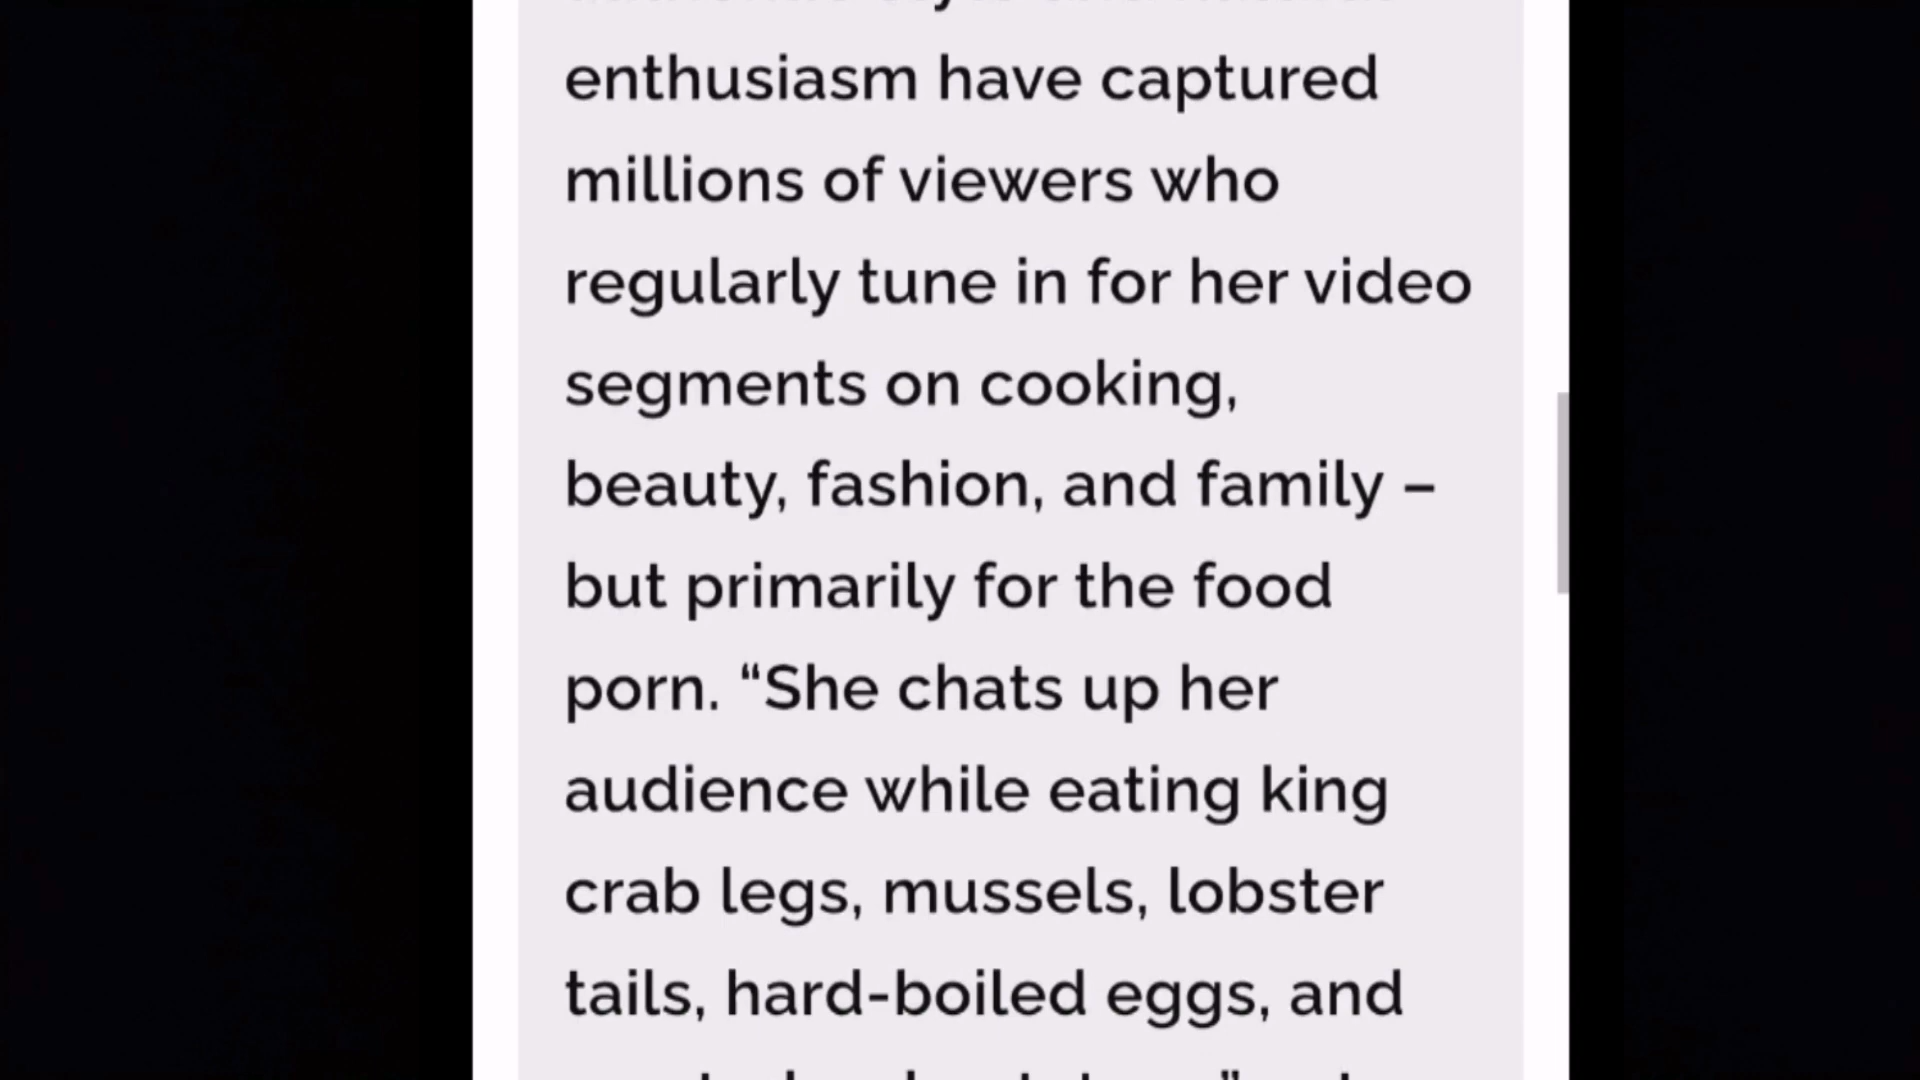 enthusiasm have captured
millions of viewers who
regularly tune in for her video
segments on cooking,
beauty, fashion, and family –
but primarily for the food
porn. “She chats up her
audience while eating king
crab legs, mussels, lobster
tails, hard-boiled eggs, and